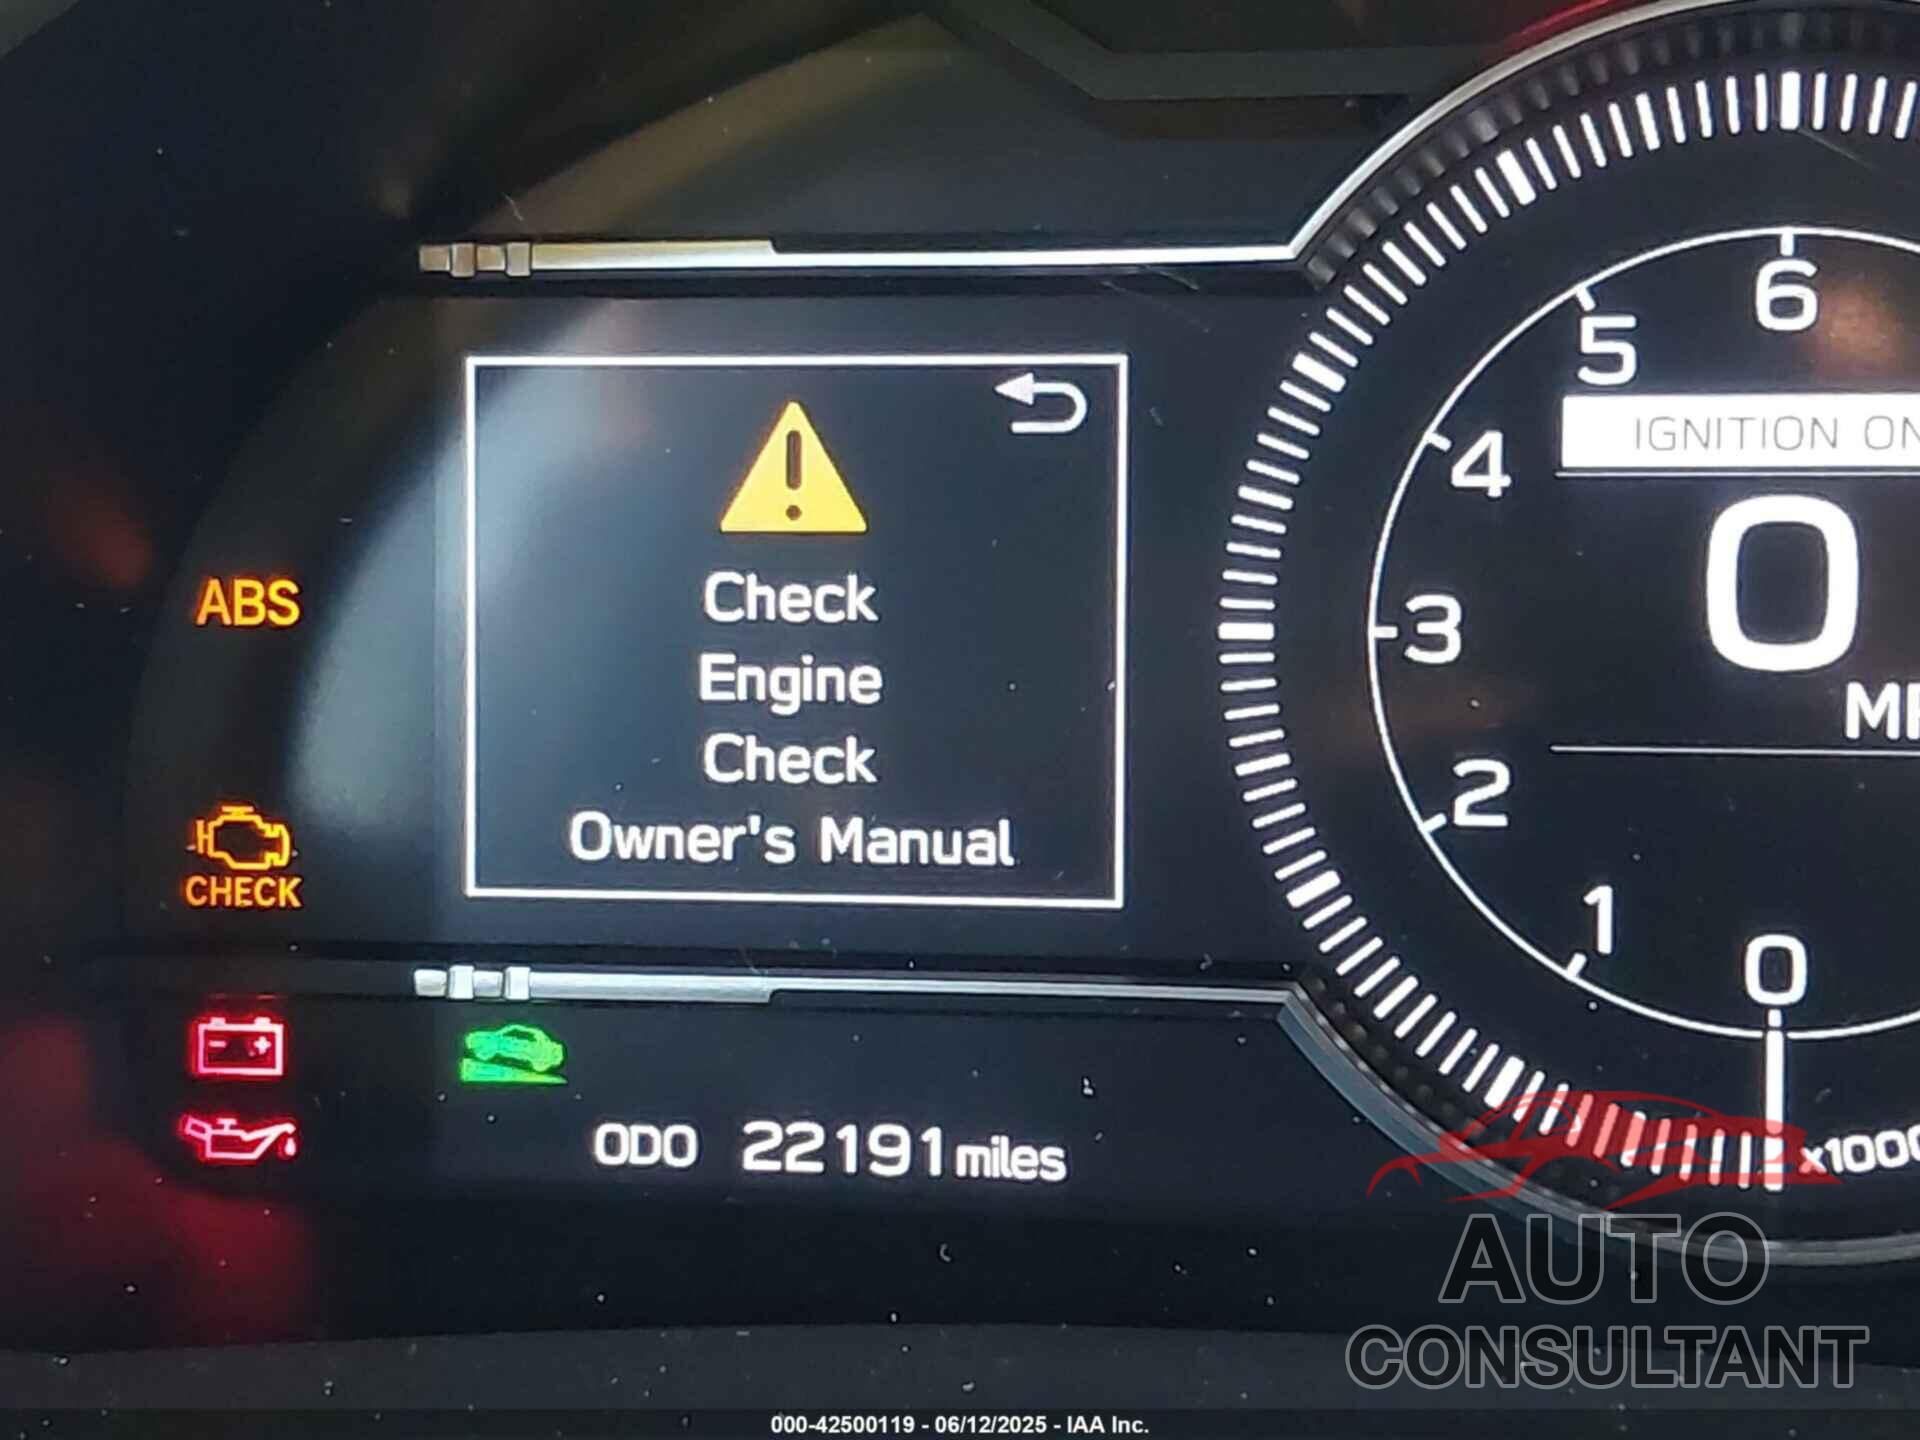 6
5
IGNITION ON
4
0
Check
ABS
Engine
3
Check
MP
2
Owner's Manual
CHECK
1
0
- +
ODO 22191 miles
x1000
AUTO
CONSULTANT
000-42500119 - 06/12/2025 - IAA Inc.